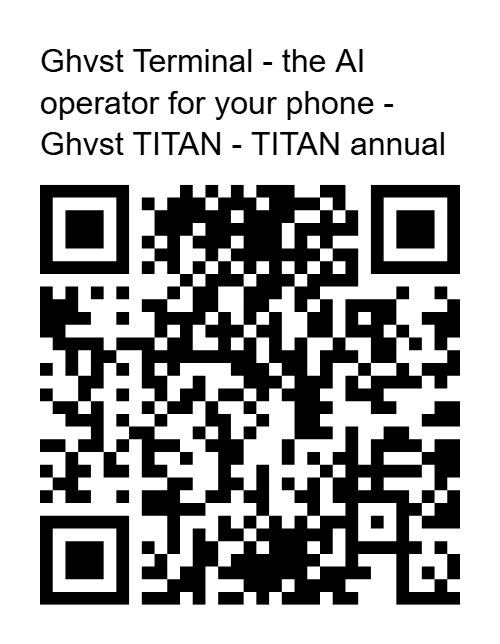 Ghvst Terminal - the AI
operator for your phone -
Ghvst TITAN - TITAN annual